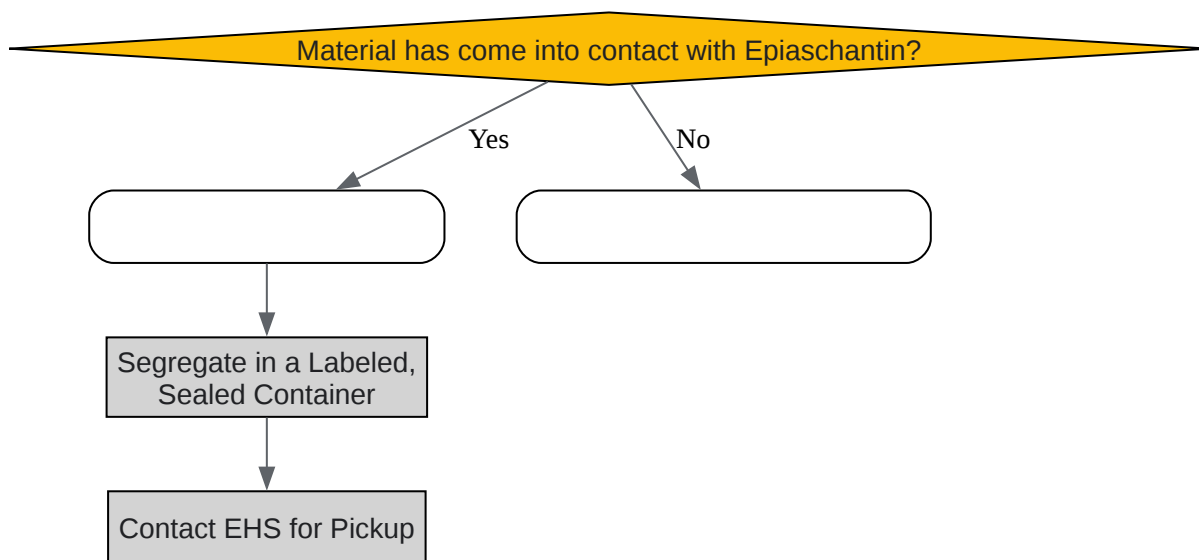 Material has come into contact with Epiaschantin?
Yes
No
Segregate in a Labeled,
Sealed Container
Contact EHS for Pickup